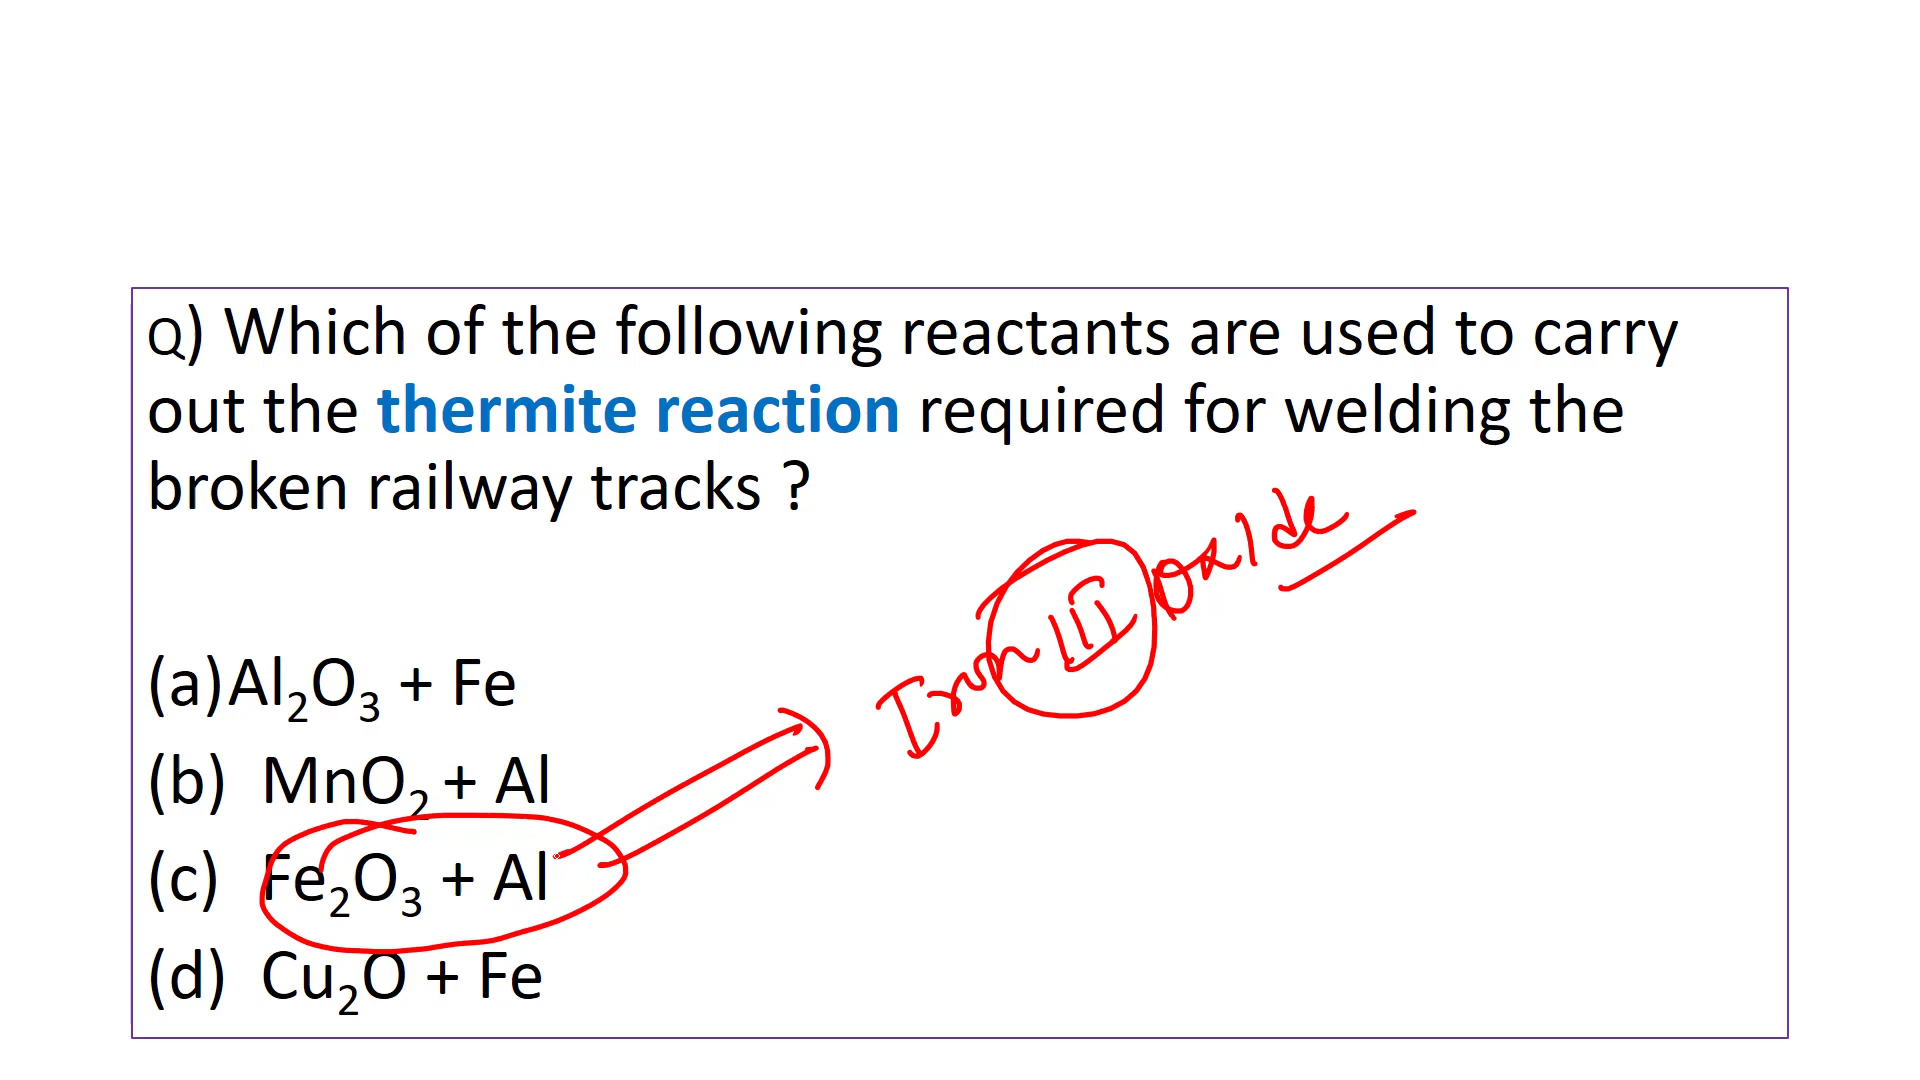 Q) Which of the following reactants are used to carry
out the thermite reaction required for welding the
broken railway tracks ?
Iron III oxide
(a) Al₂O₃ + Fe
(b) MnO₂ + Al
(c) Fe₂O₃ + Al
(d) Cu₂O + Fe